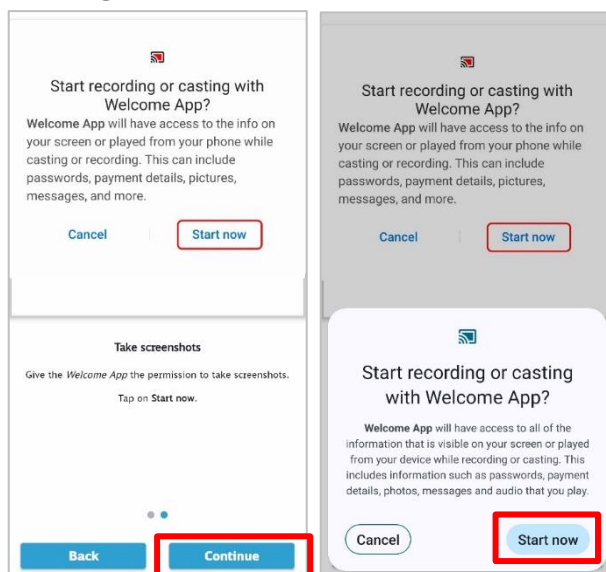 Start recording or casting with
Welcome App?
Welcome App will have access to the info on
your screen or played from your phone while
casting or recording. This can include
passwords, payment details, pictures,
messages, and more.
Cancel
Start now
Take screenshots
Give the Welcome App the permission to take screenshots.
Tap on Start now.
Back
Continue
Start recording or casting with
Welcome App?
Welcome App will have access to the info on
your screen or played from your phone while
casting or recording. This can include
passwords, payment details, pictures,
messages, and more.
Cancel
Start now
Start recording or casting
with Welcome App?
Welcome App will have access to all of the
information that is visible on your screen or played
from your device while recording or casting. This
includes information such as passwords, payment
details, photos, messages and audio that you play.
Cancel
Start now